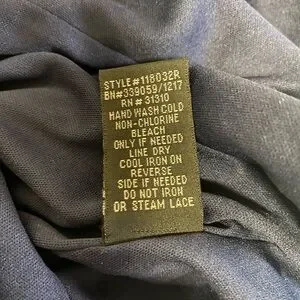 STYLE#118032R
BN#339059/1217
RN # 31310
HAND WASH COLD
NON-CHLORINE
BLEACH
ONLY IF NEEDED
LINE DRY
COOL IRON ON
REVERSE
SIDE IF NEEDED
DO NOT IRON
OR STEAM LACE